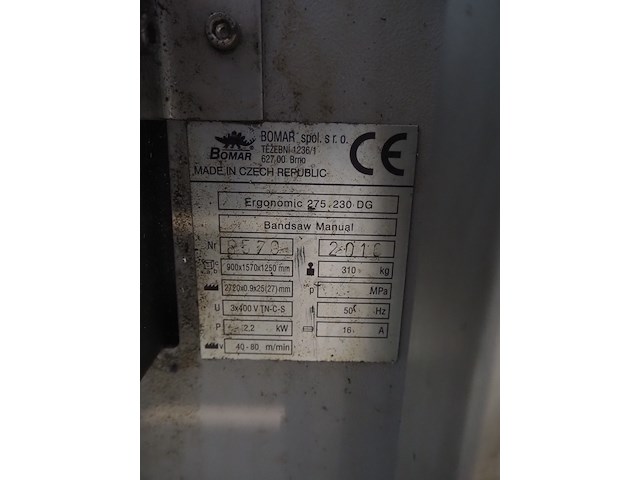 BOMAR
BOMAR spol. s r. o.
TĚŽEBNÍ 1236/1
627 00 Brno
CE
MADE IN CZECH REPUBLIC
Ergonomic 275.230 DG
Bandsaw Manual
Nr
900x1570x1250 mm 310 kg
2720x0.9x25(27) mm p MPa
U 3x400 V TN-C-S 50 Hz
P 2.2 kW 16 A
v 40-80 m/min